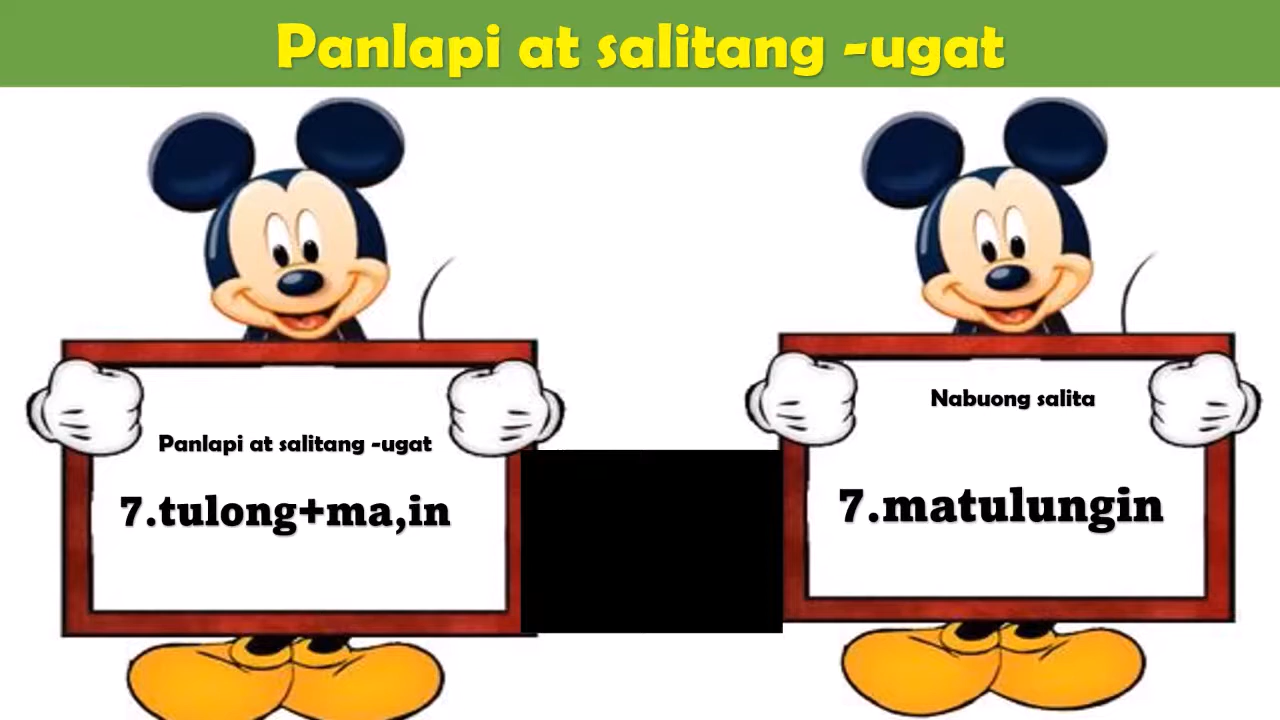 Panlapi at salitang -ugat
Panlapi at salitang -ugat
7.tulong+ma,in
Nabuong salita
7.matulungin